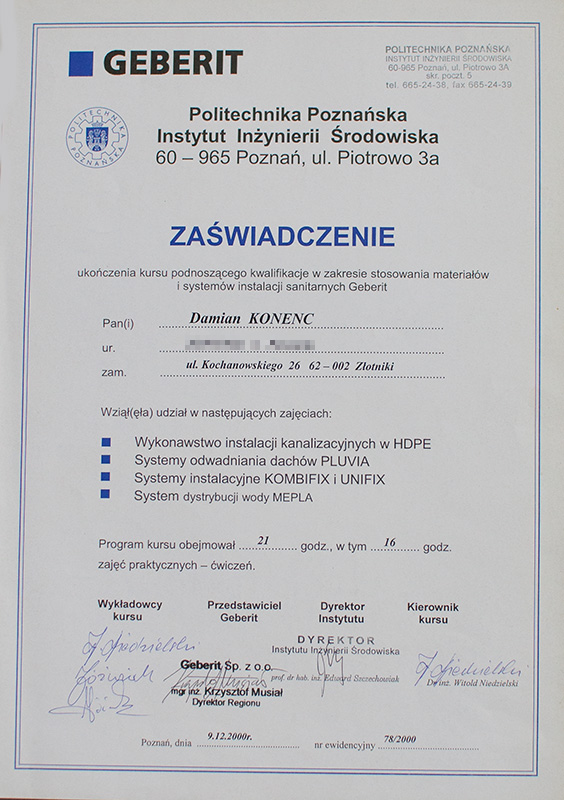 GEBERIT
POLITECHNIKA POZNAŃSKA
INSTYTUT INŻYNIERII ŚRODOWISKA
60-965 Poznań, ul. Piotrowo 3A
skr. poczt. 5
tel. 665-24-38, fax 665-24-39
POLITECHNIKA POZNAŃSKA
Politechnika Poznańska
Instytut Inżynierii Środowiska
60 – 965 Poznań, ul. Piotrowo 3a
ZAŚWIADCZENIE
ukończenia kursu podnoszącego kwalifikacje w zakresie stosowania materiałów
i systemów instalacji sanitarnych Geberit
Pan(i) Damian KONENC
ur.
zam. ul. Kochanowskiego 26 62 – 002 Złotniki
Wziął(ęła) udział w następujących zajęciach:
Wykonawstwo instalacji kanalizacyjnych w HDPE
Systemy odwadniania dachów PLUVIA
Systemy instalacyjne KOMBIFIX i UNIFIX
System dystrybucji wody MEPLA
Program kursu obejmował 21 godz., w tym 16 godz.
zajęć praktycznych – ćwiczeń.
Wykładowcy kursu
Przedstawiciel Geberit
Dyrektor Instytutu
Kierownik kursu
DYREKTOR
Instytutu Inżynierii Środowiska
prof. dr hab. inż. Edward Szczechowiak
Geberit Sp. z o.o.
mgr inż. Krzysztof Musiał
Dyrektor Regionu
Dr inż. Witold Niedzielski
Poznań, dnia 9.12.2000r. nr ewidencyjny 78/2000